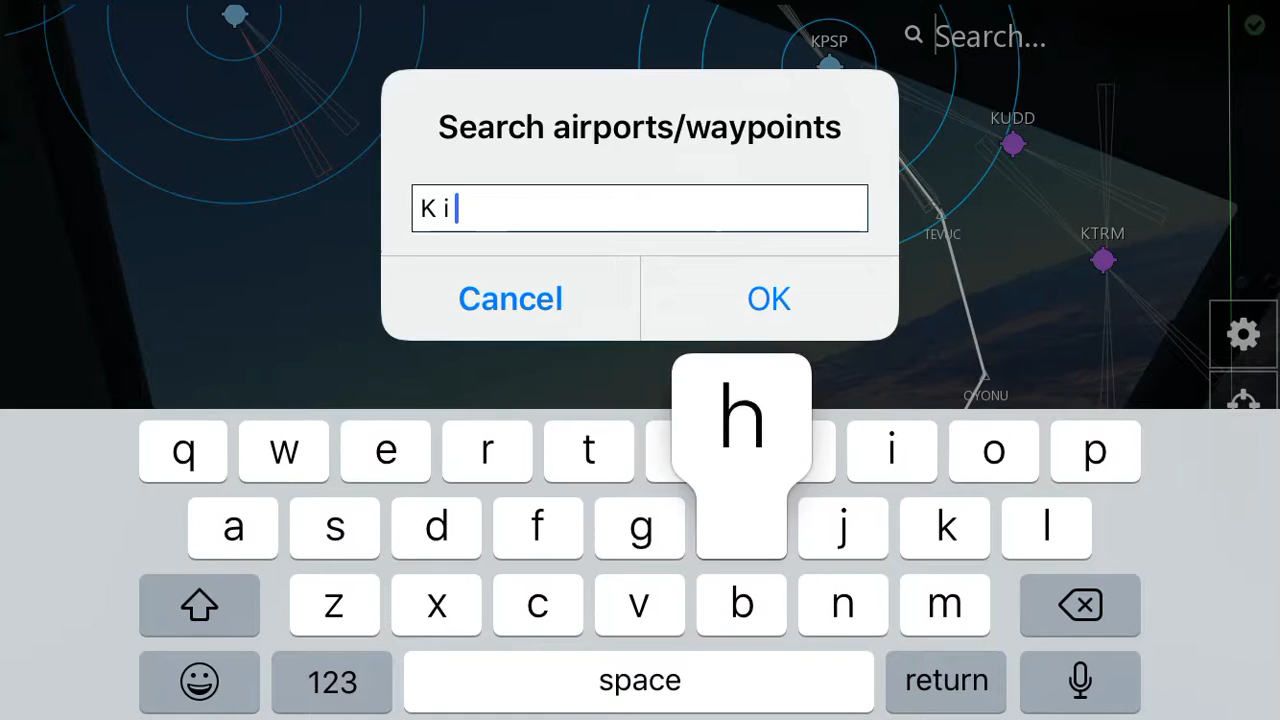 KPSP
Search...
Search airports/waypoints
KUDD
K i
TEVUC
KTRM
Cancel
OK
OYONU
h
q w e r t i o p
a s d f g j k l
z x c v b n m
123 space return